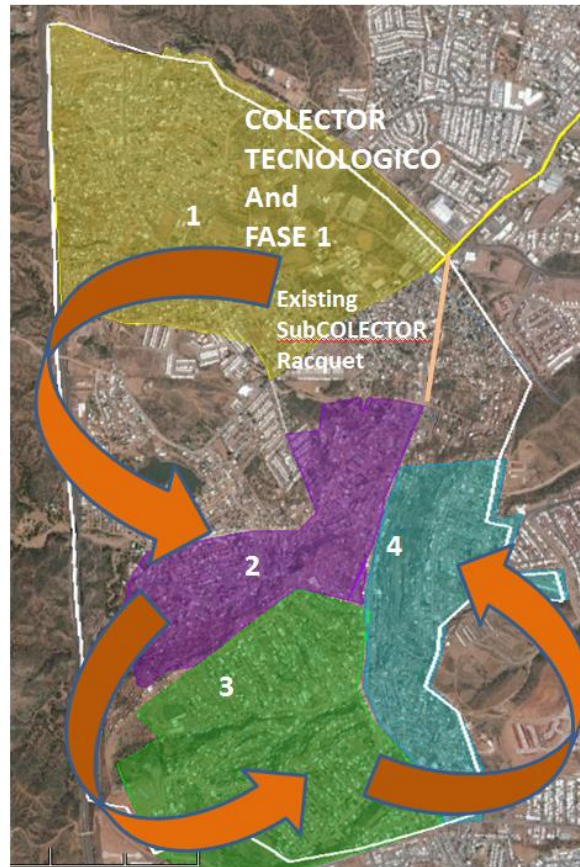 COLECTOR
TECNOLOGICO
And
FASE 1
1
Existing
SubCOLECTOR
Racquet
2
4
3